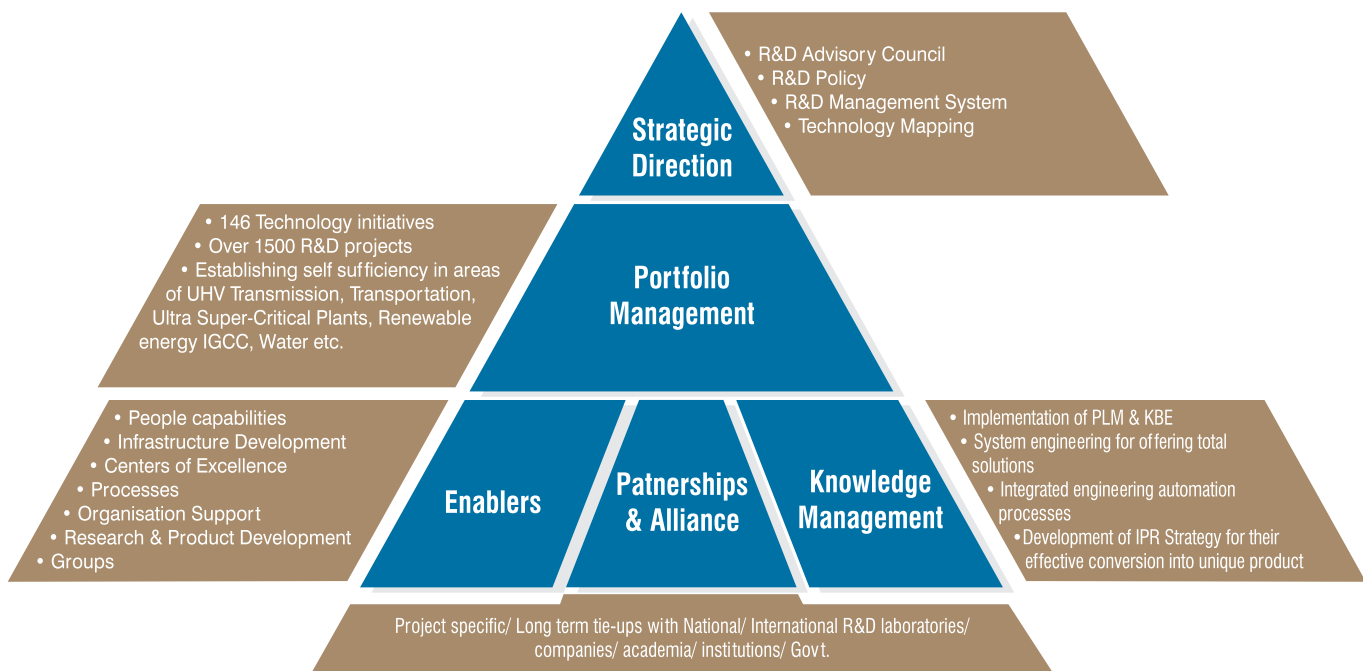 • R&D Advisory Council
• R&D Policy
• R&D Management System
• Technology Mapping
Strategic
Direction
• 146 Technology initiatives
• Over 1500 R&D projects
• Establishing self sufficiency in areas
of UHV Transmission, Transportation,
Ultra Super-Critical Plants, Renewable
energy IGCC, Water etc.
Portfolio
Management
• People capabilities
• Infrastructure Development
• Centers of Excellence
• Processes
• Organisation Support
• Research & Product Development
• Groups
Enablers
Patnerships
& Alliance
Knowledge
Management
• Implementation of PLM & KBE
• System engineering for offering total
solutions
• Integrated engineering automation
processes
• Development of IPR Strategy for their
effective conversion into unique product
Project specific/ Long term tie-ups with National/ International R&D laboratories/
companies/ academia/ institutions/ Govt.